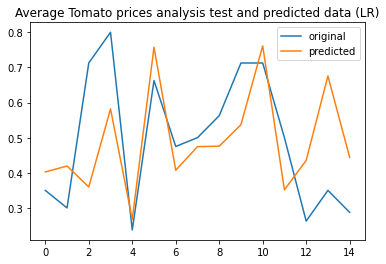 Average Tomato prices analysis test and predicted data (LR)
original
predicted
0.8
0.7
0.6
0.5
0.4
0.3
0 2 4 6 8 10 12 14